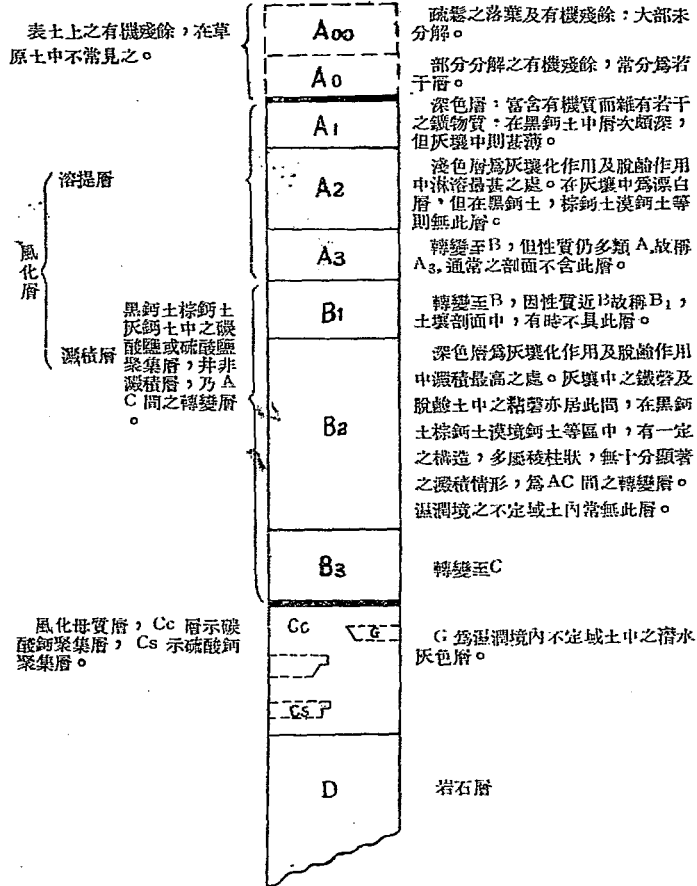 表土上之有機殘餘，在草
原土中不常見之。
溶提層
風化層
澱積層
黑鈣土棕鈣土
灰鈣土中之碳
酸鹽或硫酸鹽
聚集層，并非
澱積層，乃A
C間之轉變層
。
風化母質層，Cc 層示碳
酸鈣聚集層，Cs 示硫酸鈣
聚集層。
A00
A0
A1
A2
A3
B1
B2
B3
Cc
G
Cs
D
疏鬆之落葉及有機殘餘：大部未
分解。
部分分解之有機殘餘，常分爲若
干層。
深色層：富含有機質而雜有若干
之鑛物質：在黑鈣土中層次頗深，
但灰壤中則甚薄。
淺色層爲灰壤化作用及脫鹼作用
中淋溶最甚之處。在灰壤中爲漂白
層，但在黑鈣土，棕鈣土漠鈣土等
則無此層。
轉變至B，但性質仍多類 A,故稱
A3,通常之剖面不含此層。
轉變至B，因性質近B故稱B1，
土壤剖面中，有時不具此層。
深色層爲灰壤化作用及脫鹼作用
中澱積最高之處。灰壤中之鐵磐及
脫鹼土中之粘磐亦居此間，在黑鈣
土棕鈣土漠境鈣土等區中，有一定
之構造，多屬稜柱狀，無十分顯著
之澱積情形，爲AC 間之轉變層。
濕潤境之不定域土內常無此層。
轉變至C
G 爲濕潤境內不定域土中之潛水
灰色層。
岩石層